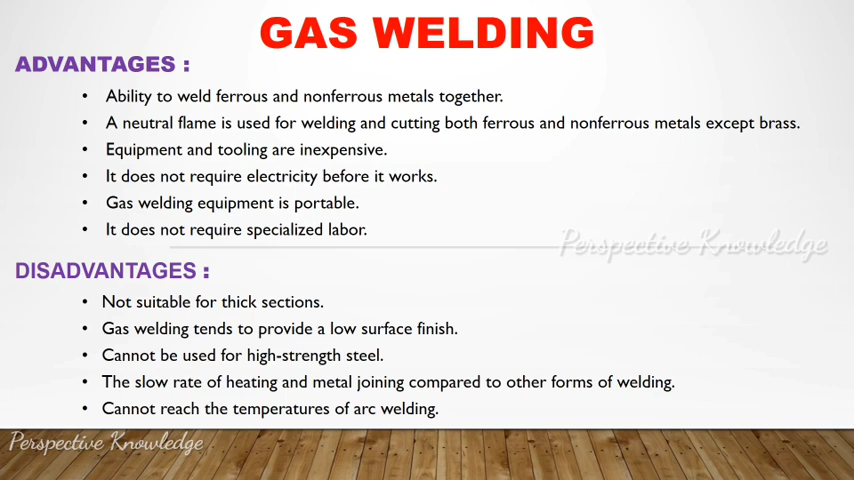 GAS WELDING
ADVANTAGES :
• Ability to weld ferrous and nonferrous metals together.
• A neutral flame is used for welding and cutting both ferrous and nonferrous metals except brass.
• Equipment and tooling are inexpensive.
• It does not require electricity before it works.
• Gas welding equipment is portable.
• It does not require specialized labor.
Perspective Knowledge
DISADVANTAGES :
• Not suitable for thick sections.
• Gas welding tends to provide a low surface finish.
• Cannot be used for high-strength steel.
• The slow rate of heating and metal joining compared to other forms of welding.
• Cannot reach the temperatures of arc welding.
Perspective Knowledge